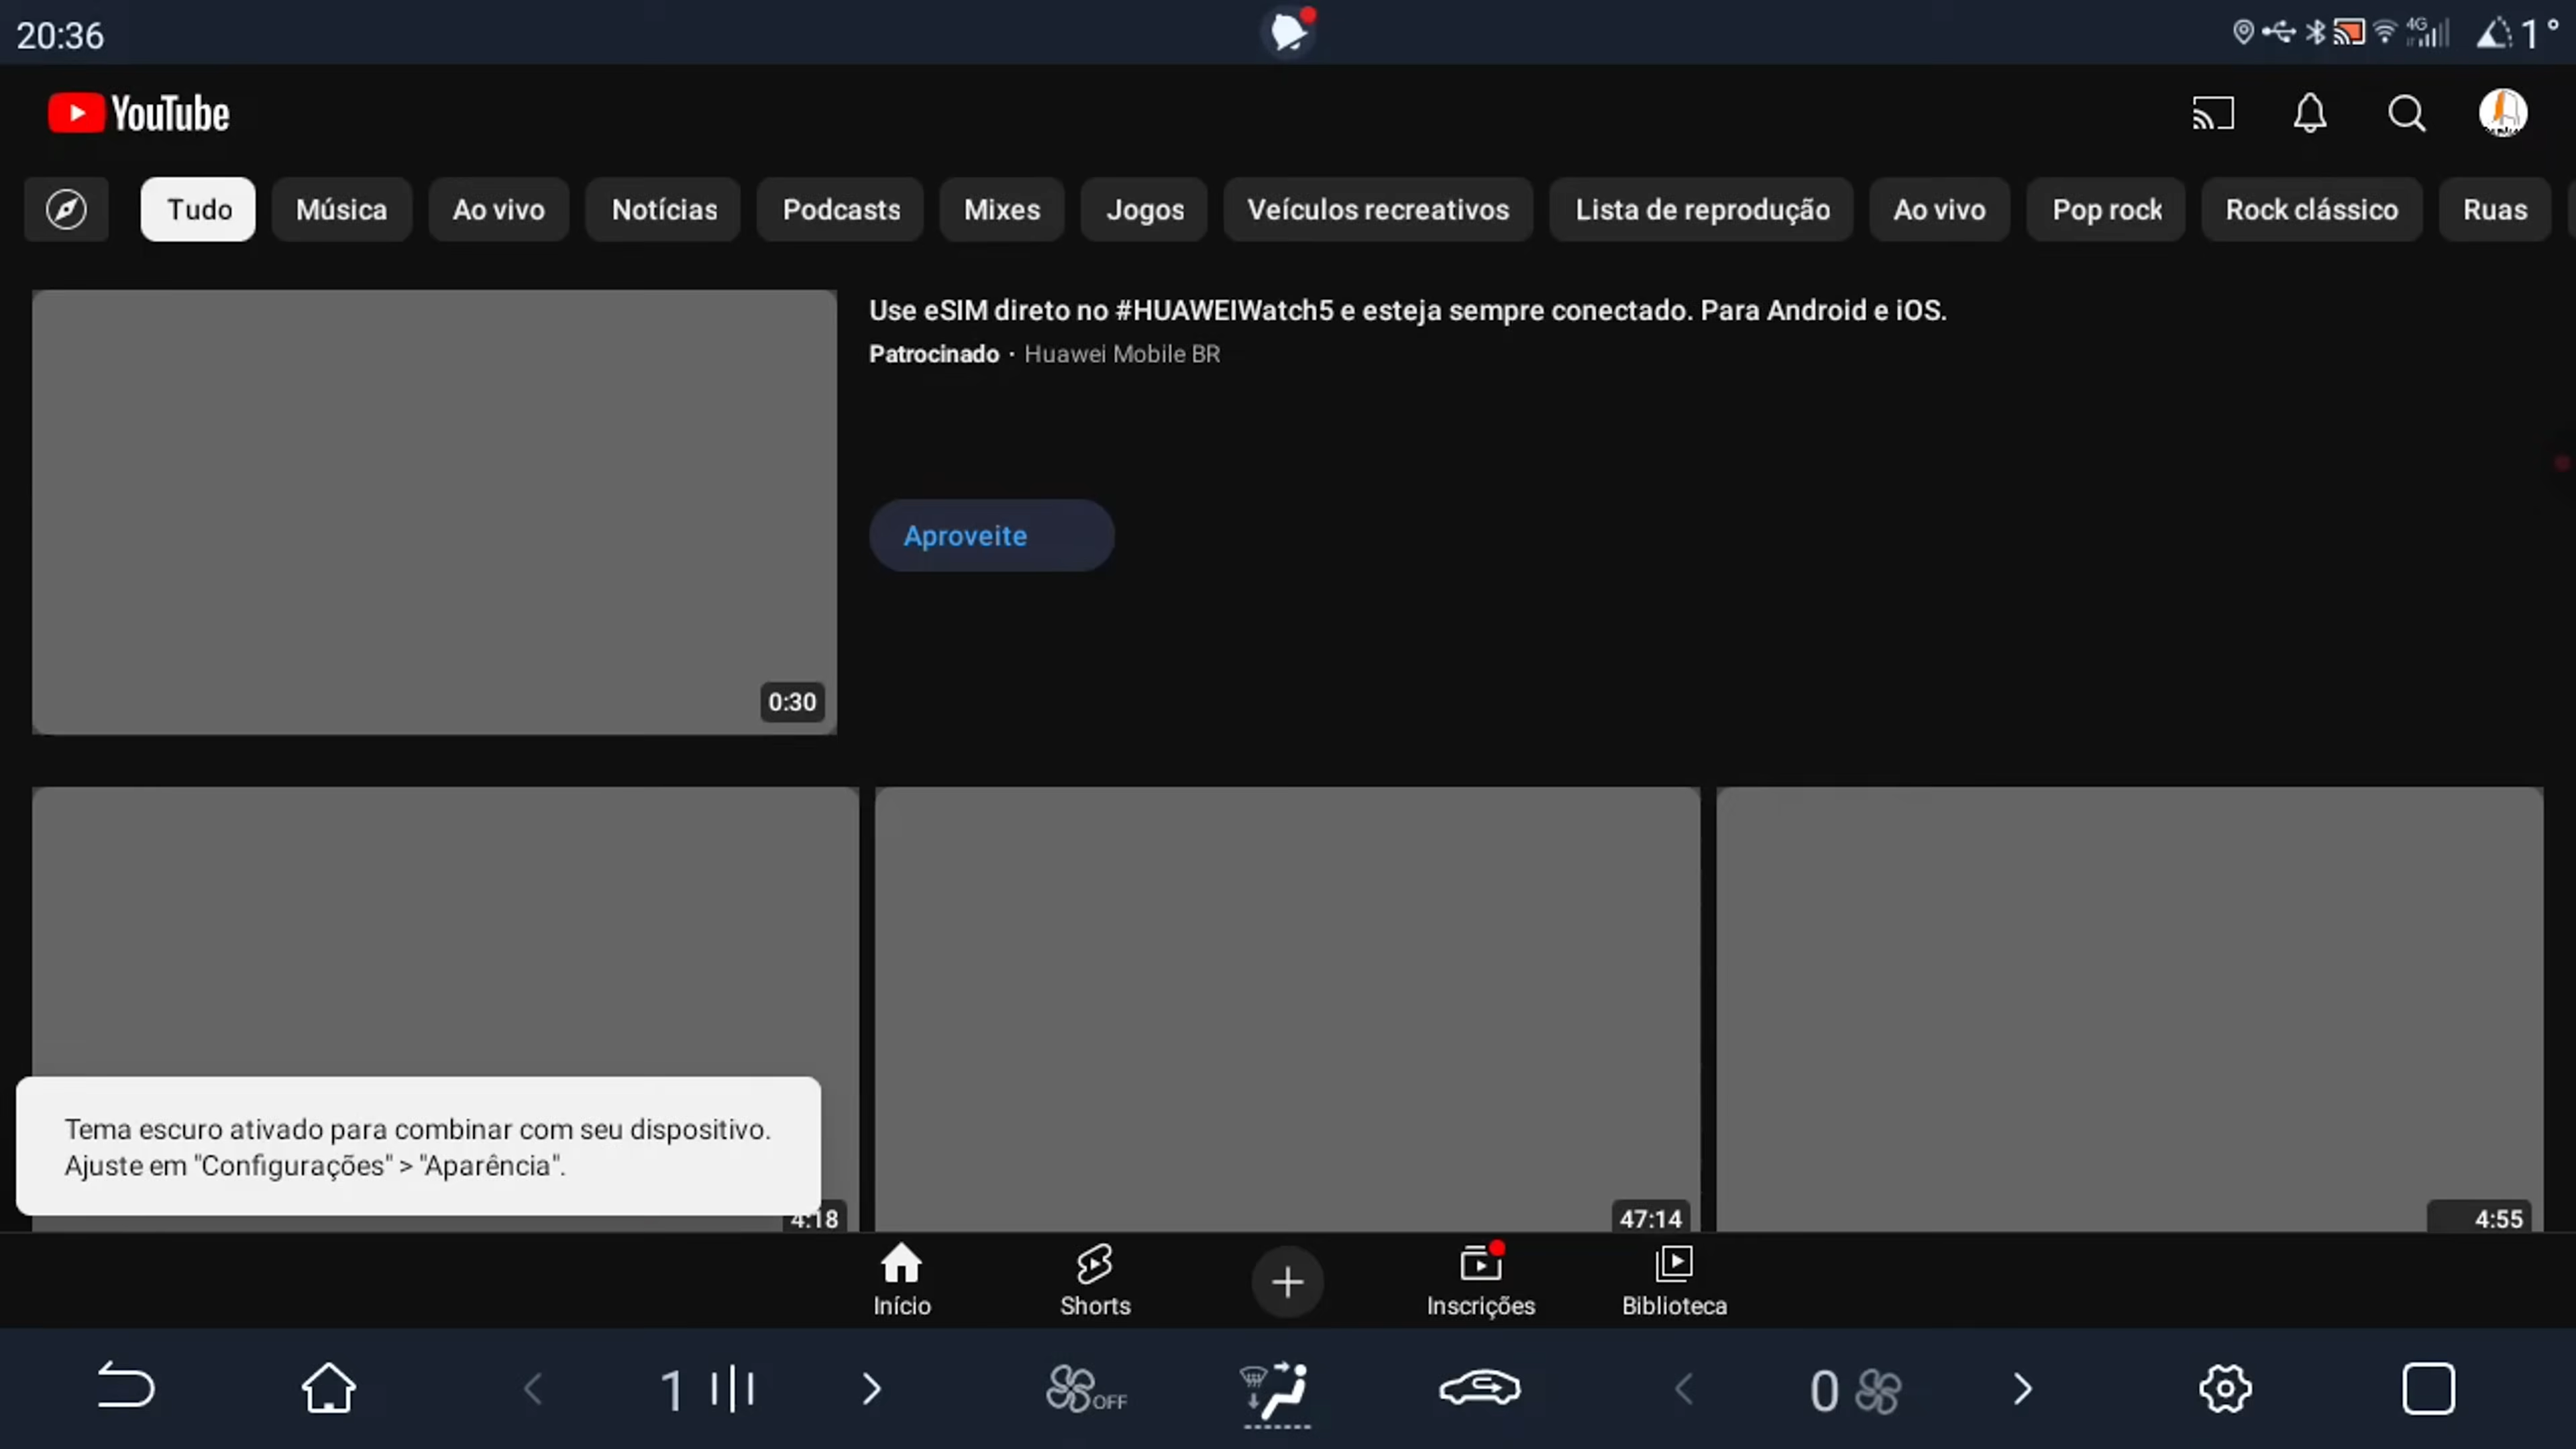 20:36
4G
1°
YouTube
Tudo
Música
Ao vivo
Notícias
Podcasts
Mixes
Jogos
Veículos recreativos
Lista de reprodução
Ao vivo
Pop rock
Rock clássico
Ruas
Use eSIM direto no #HUAWEIWatch5 e esteja sempre conectado. Para Android e iOS.
Patrocinado · Huawei Mobile BR
Aproveite
0:30
Tema escuro ativado para combinar com seu dispositivo.
Ajuste em "Configurações" > "Aparência".
4:18
47:14
4:55
Início
Shorts
Inscrições
Biblioteca
1
OFF
0